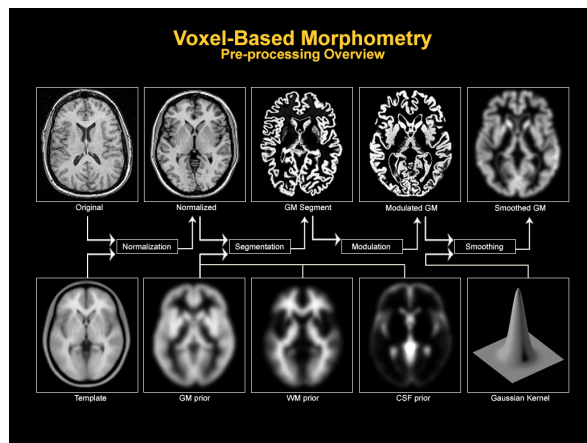 Voxel-Based Morphometry
Pre-processing Overview
Original
Normalized
GM Segment
Modulated GM
Smoothed GM
Normalization
Segmentation
Modulation
Smoothing
Template
GM prior
WM prior
CSF prior
Gaussian Kernel